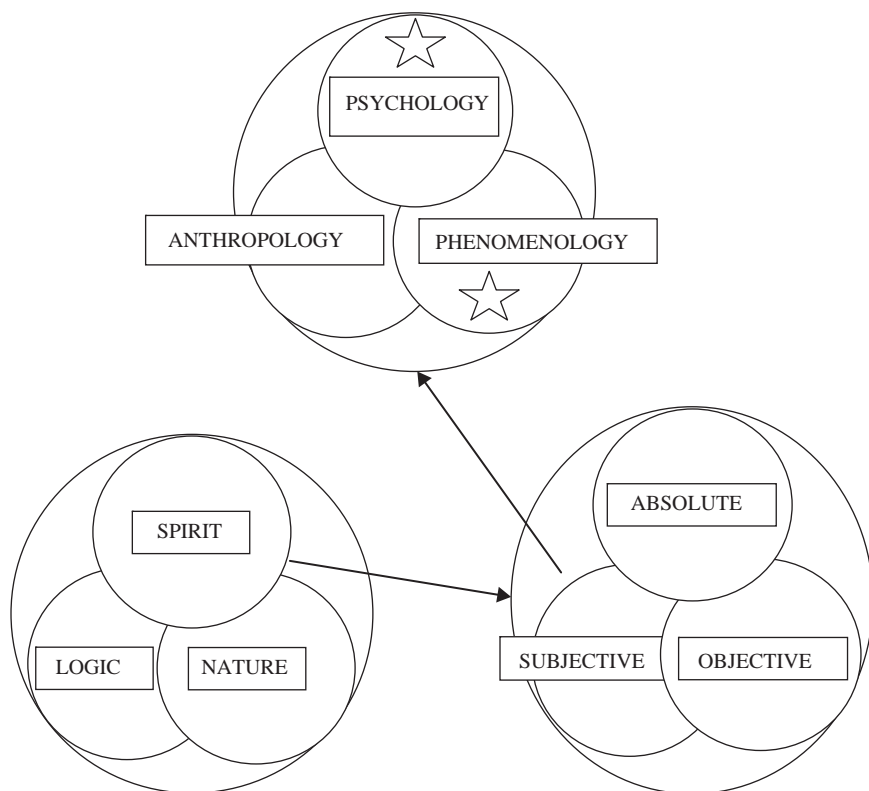 PSYCHOLOGY
ANTHROPOLOGY
PHENOMENOLOGY
SPIRIT
LOGIC
NATURE
ABSOLUTE
SUBJECTIVE
OBJECTIVE